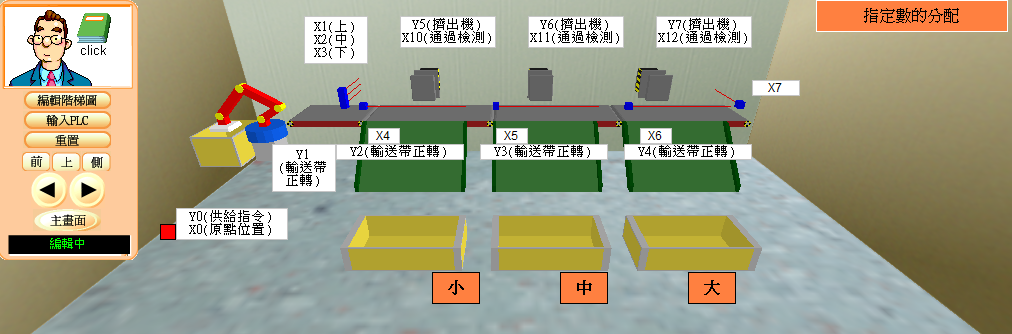 指定數的分配
click
編輯階梯圖
輸入PLC
重置
前 上 側
主畫面
編輯中
X1(上)
X2(中)
X3(下)
Y5(擠出機)
X10(通過檢測)
Y6(擠出機)
X11(通過檢測)
Y7(擠出機)
X12(通過檢測)
X7
X4
X5
X6
Y1
(輸送帶
正轉)
Y2(輸送帶正轉)
Y3(輸送帶正轉)
Y4(輸送帶正轉)
Y0(供給指令)
X0(原點位置)
小
中
大